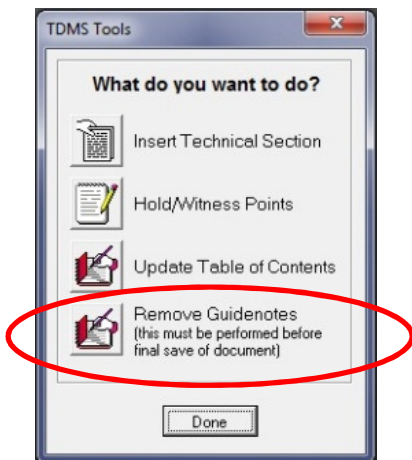 TDMS Tools
What do you want to do?
Insert Technical Section
Hold/Witness Points
Update Table of Contents
Remove Guidenotes
(this must be performed before
final save of document)
Done